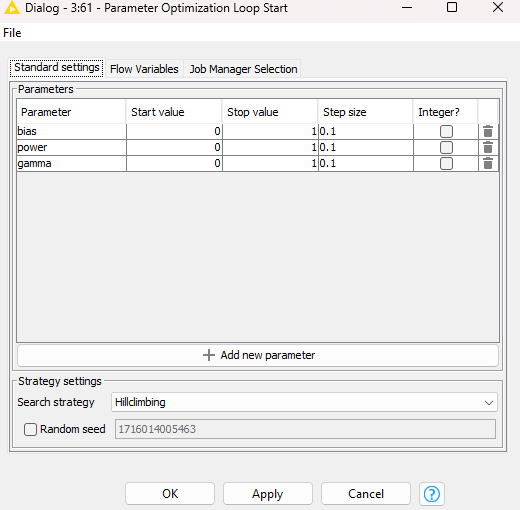 Dialog - 3:61 - Parameter Optimization Loop Start
File
Standard settings Flow Variables Job Manager Selection
Parameters
Parameter Start value Stop value Step size Integer?
bias 0 1 0.1
power 0 1 0.1
gamma 0 1 0.1
Add new parameter
Strategy settings
Search strategy Hillclimbing
Random seed 1716014005463
OK Apply Cancel ?